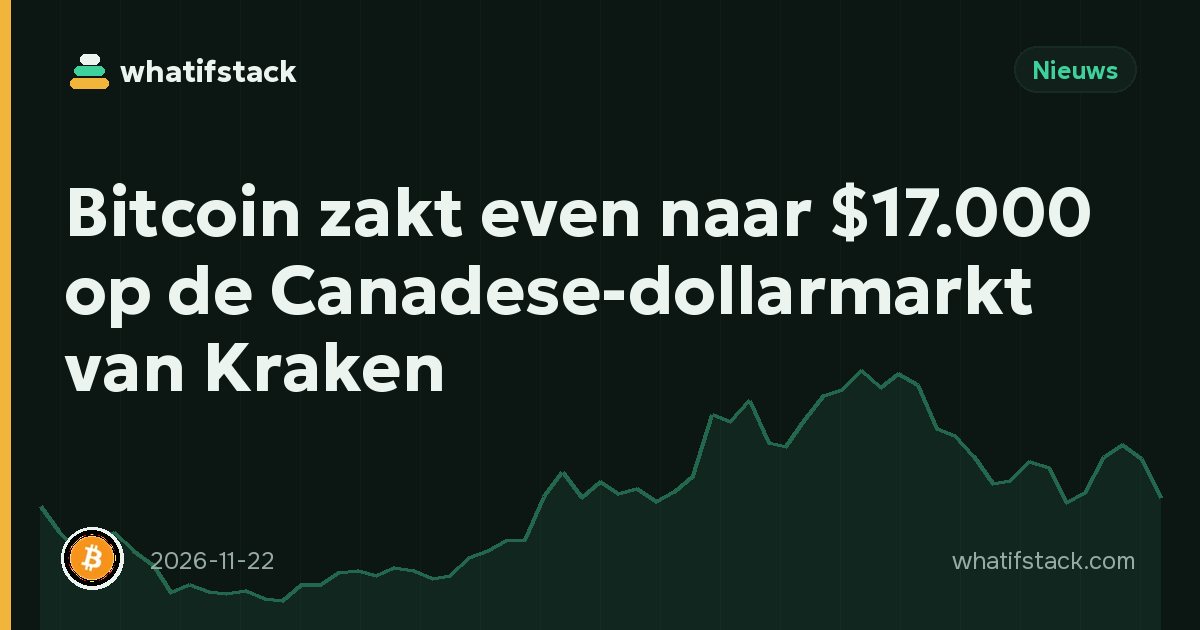 whatifstack
Nieuws
Bitcoin zakt even naar $17.000
op de Canadese-dollarmarkt
van Kraken
2026-11-22
whatifstack.com